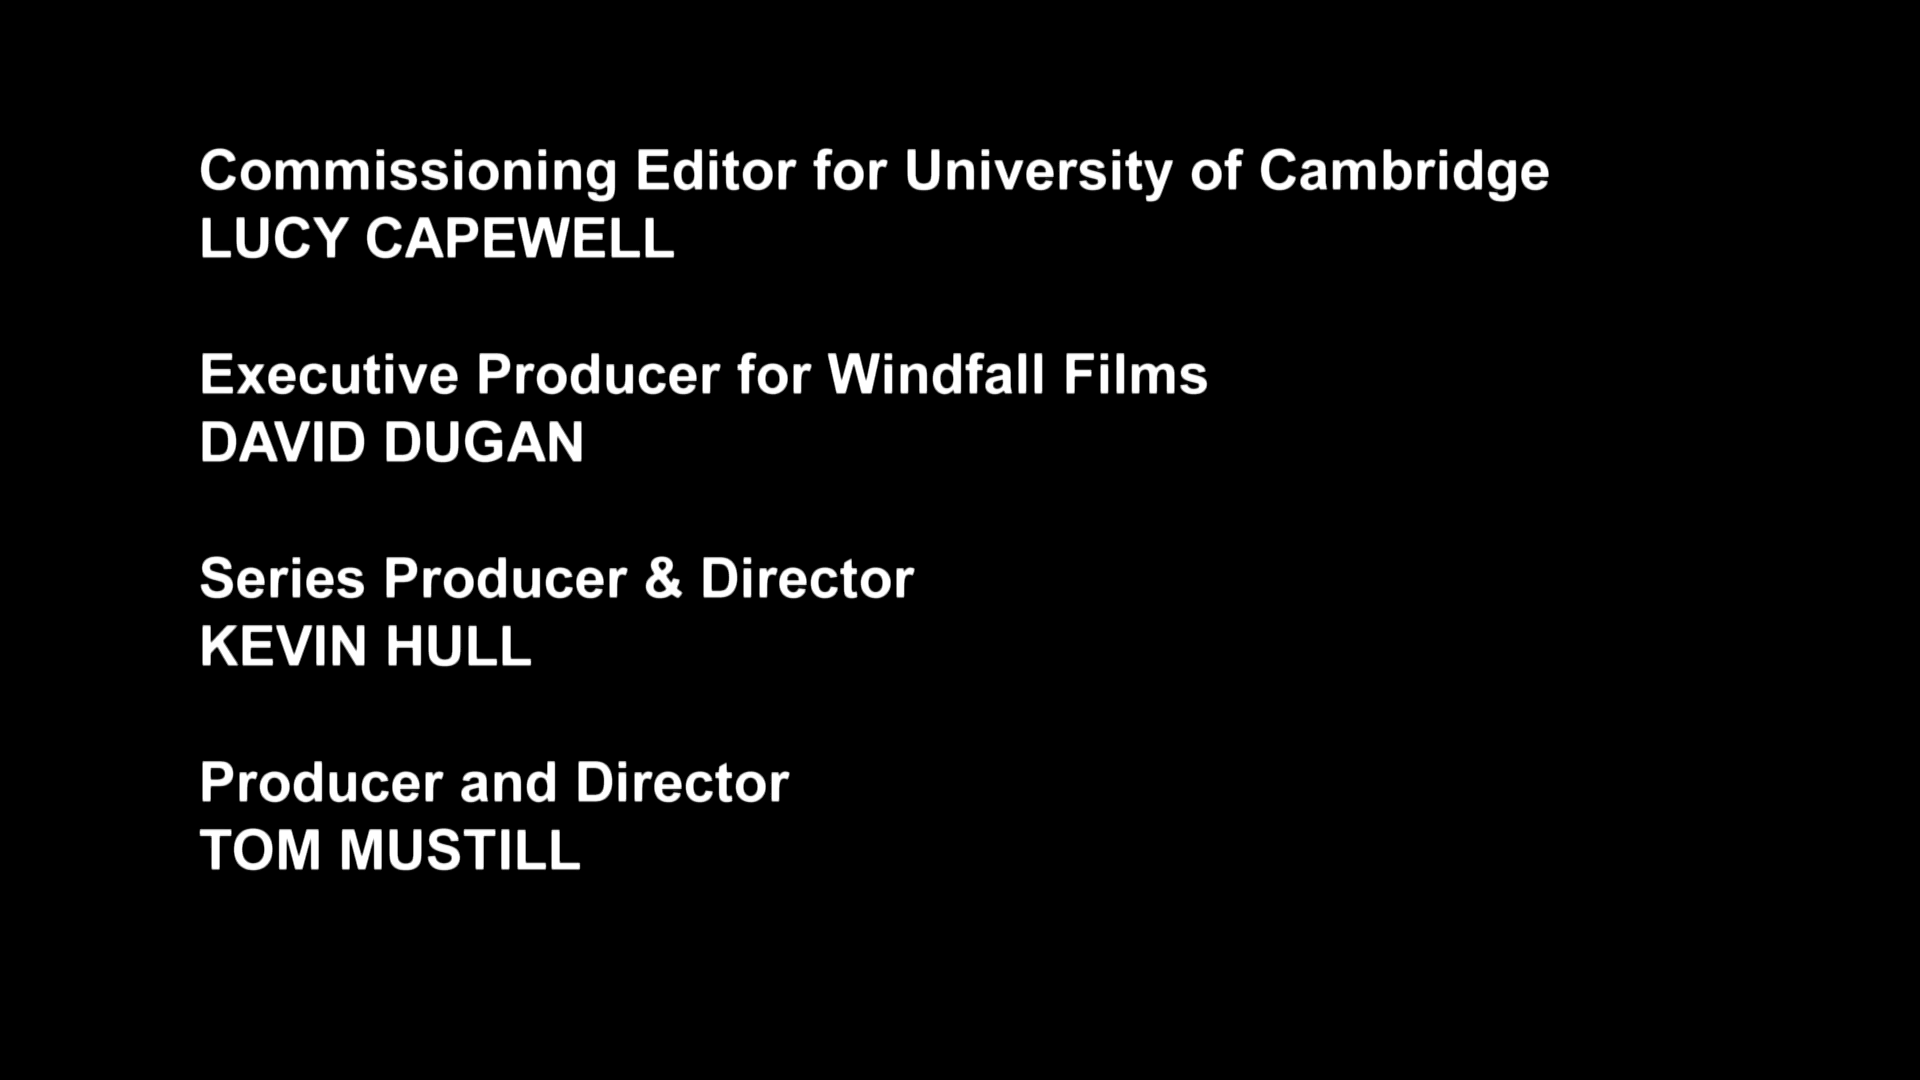 Commissioning Editor for University of Cambridge
LUCY CAPEWELL
Executive Producer for Windfall Films
DAVID DUGAN
Series Producer & Director
KEVIN HULL
Producer and Director
TOM MUSTILL